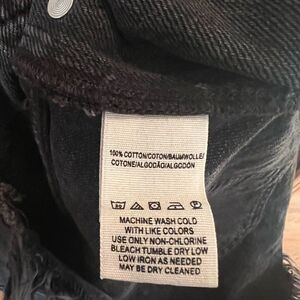 100% COTTON/COTON/BAUMWOLLE/
COTONE/ALGODÃO/ALGODÓN
MACHINE WASH COLD
WITH LIKE COLORS
USE ONLY NON-CHLORINE
BLEACH TUMBLE DRY LOW
LOW IRON AS NEEDED
MAY BE DRY CLEANED